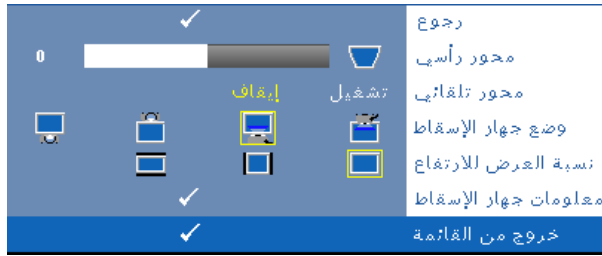 رجوع
محور رأسي 0
محور تلقائي تشغيل إيقاف
وضع جهاز الإسقاط
نسبة العرض للارتفاع
معلومات جهاز الإسقاط
خروج من القائمة